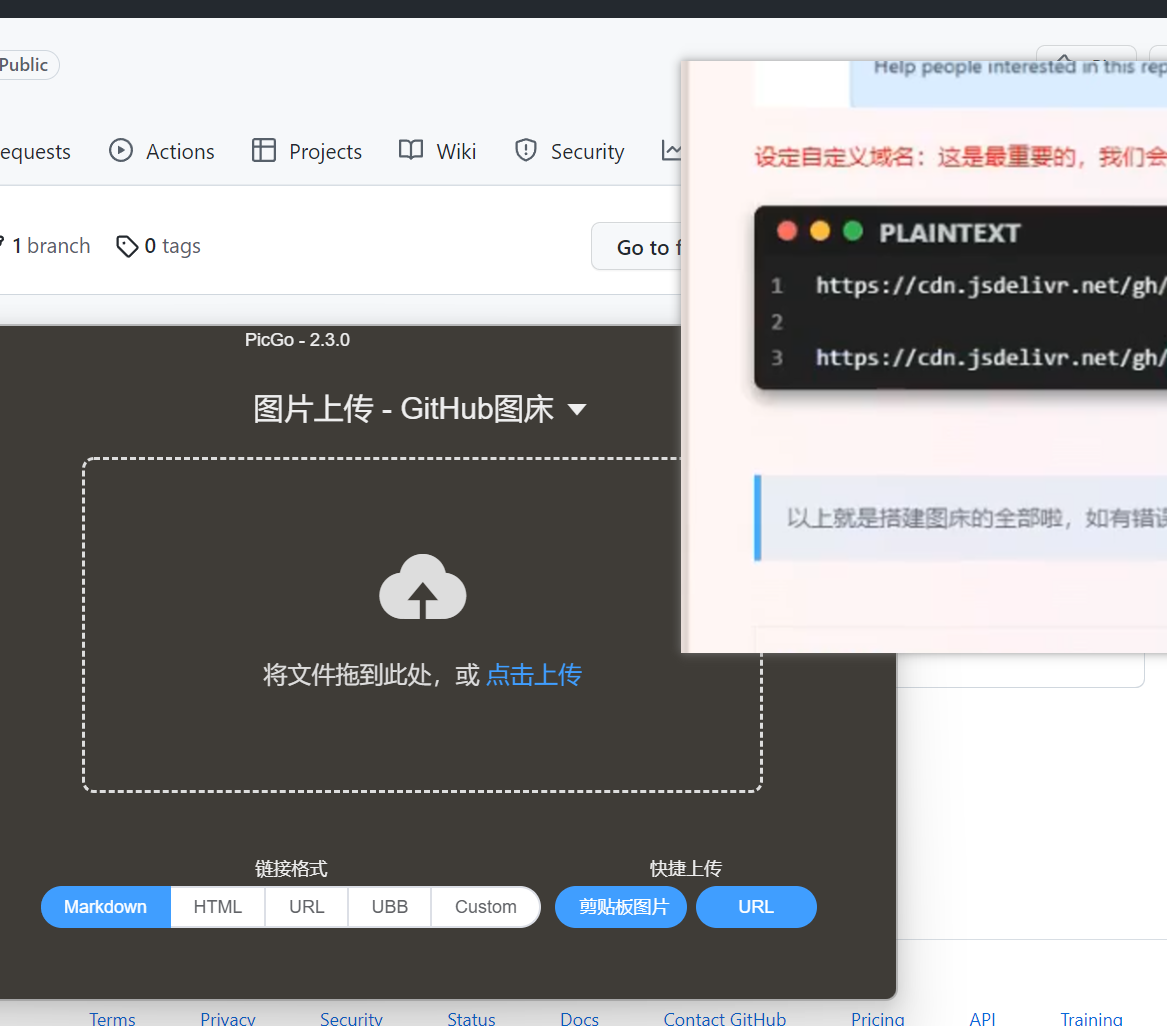 Public
Help people interested in this rep
equests
Actions
Projects
Wiki
Security
设定自定义域名：这是最重要的，我们会
1 branch
0 tags
Go to f
PLAINTEXT
1 https://cdn.jsdelivr.net/gh/
2
3 https://cdn.jsdelivr.net/gh/
PicGo - 2.3.0
图片上传 - GitHub图床
以上就是搭建图床的全部啦，如有错误
将文件拖到此处，或 点击上传
链接格式
快捷上传
Markdown
HTML
URL
UBB
Custom
剪贴板图片
URL
Terms
Privacy
Security
Status
Docs
Contact GitHub
Pricing
API
Training